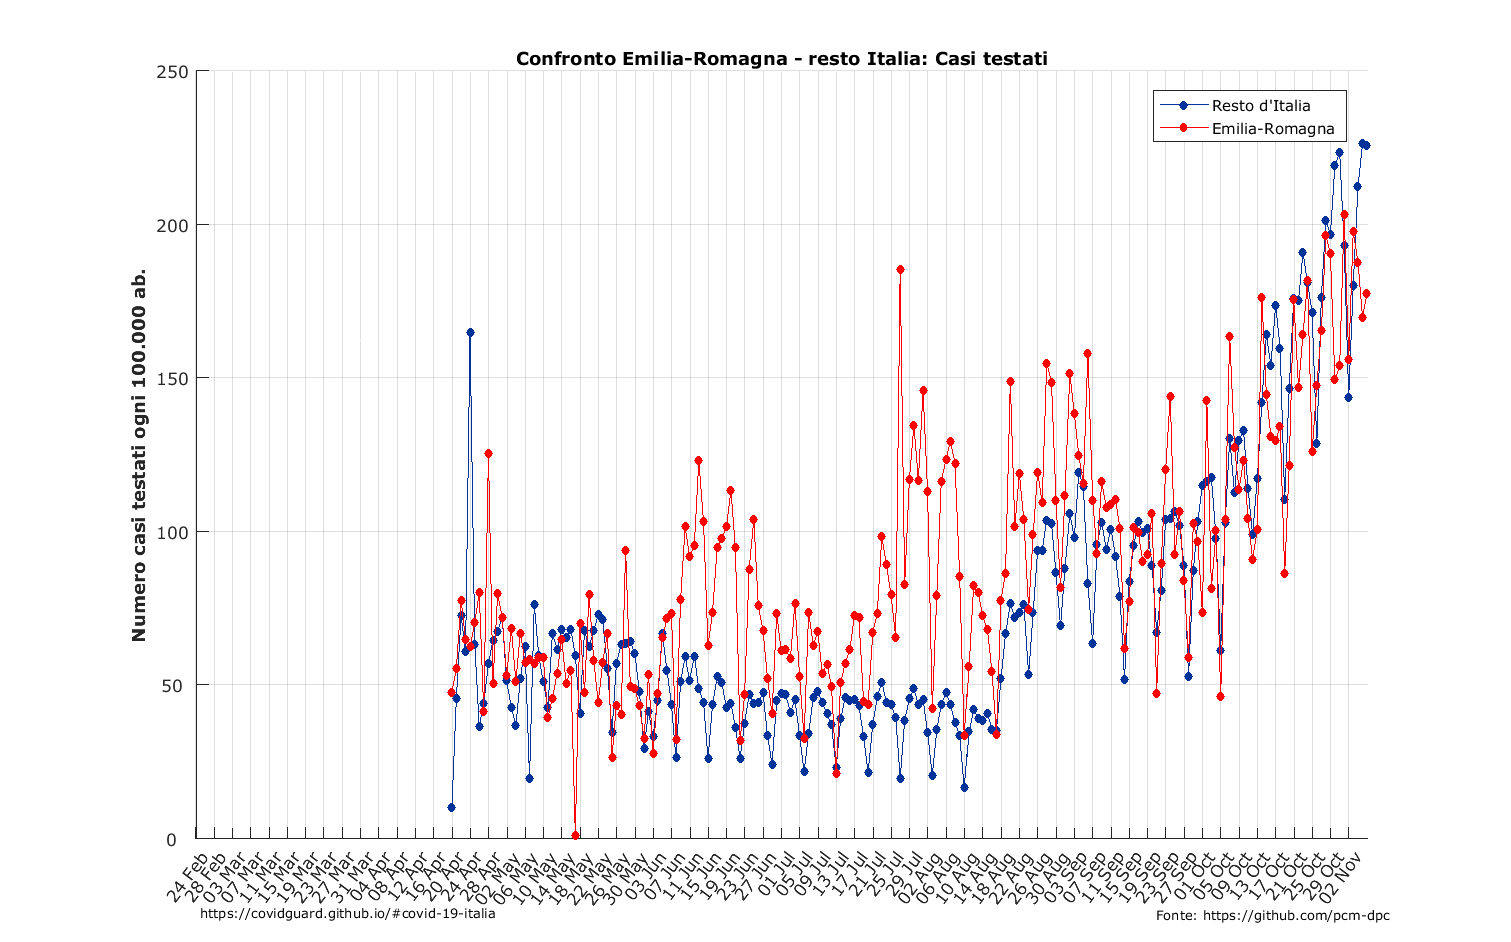 Confronto Emilia-Romagna - resto Italia: Casi testati
Resto d'Italia
Emilia-Romagna
Numero casi testati ogni 100.000 ab.
250
200
150
100
50
0
24 Feb
28 Feb
03 Mar
07 Mar
11 Mar
15 Mar
19 Mar
23 Mar
27 Mar
31 Mar
04 Apr
08 Apr
12 Apr
16 Apr
20 Apr
24 Apr
28 Apr
02 May
06 May
10 May
14 May
18 May
22 May
26 May
30 May
03 Jun
07 Jun
11 Jun
15 Jun
19 Jun
23 Jun
27 Jun
01 Jul
05 Jul
09 Jul
13 Jul
17 Jul
21 Jul
25 Jul
29 Jul
02 Aug
06 Aug
10 Aug
14 Aug
18 Aug
22 Aug
26 Aug
30 Aug
03 Sep
07 Sep
11 Sep
15 Sep
19 Sep
23 Sep
27 Sep
01 Oct
05 Oct
09 Oct
13 Oct
17 Oct
21 Oct
25 Oct
29 Oct
02 Nov
https://covidguard.github.io/#covid-19-italia
Fonte: https://github.com/pcm-dpc